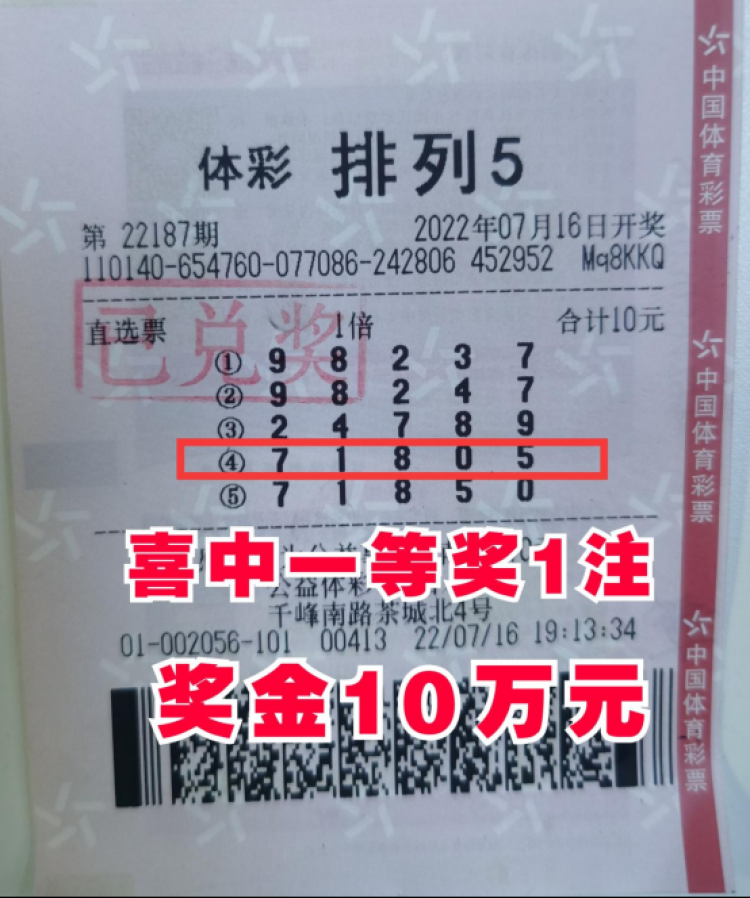 体彩 排列5
第 22187期 2022年07月16日开奖
110140-654760-077086-242806 452952 Mq8KKQ
已兑奖
直选票 1倍 合计10元
① 9 8 2 3 7
② 9 8 2 4 7
③ 2 4 7 8 9
④ 7 1 8 0 5
⑤ 7 1 8 5 0
喜中一等奖1注
公益体彩
千峰南路茶城北4号
01-002056-101 00413 22/07/16 19:13:34
奖金10万元
中国体育彩票
中国体育彩票
中国体育彩票